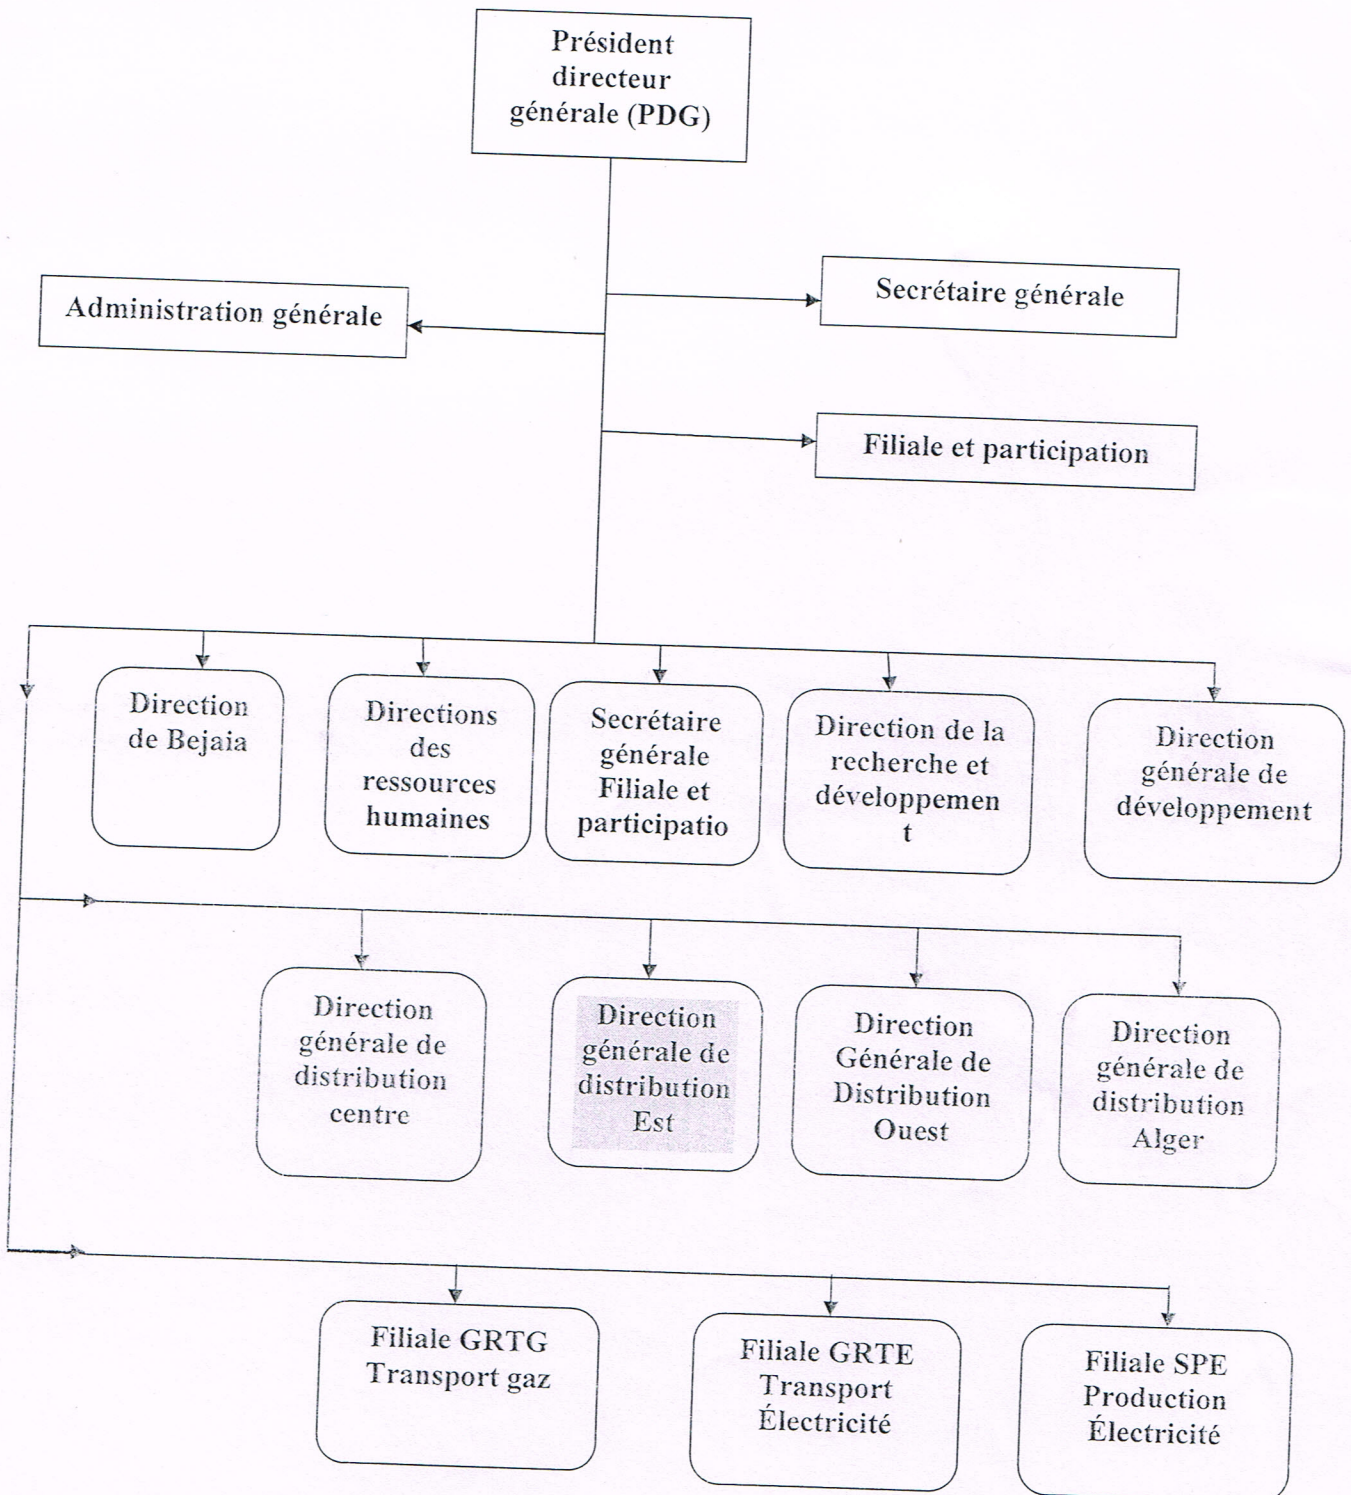 Président
directeur
générale (PDG)
Administration générale
Secrétaire générale
Filiale et participation
Direction
de Bejaia
Directions
des
ressources
humaines
Secrétaire
générale
Filiale et
participatio
Direction de la
recherche et
développemen
t
Direction
générale de
développement
Direction
générale de
distribution
centre
Direction
générale de
distribution
Est
Direction
Générale de
Distribution
Ouest
Direction
générale de
distribution
Alger
Filiale GRTG
Transport gaz
Filiale GRTE
Transport
Électricité
Filiale SPE
Production
Électricité